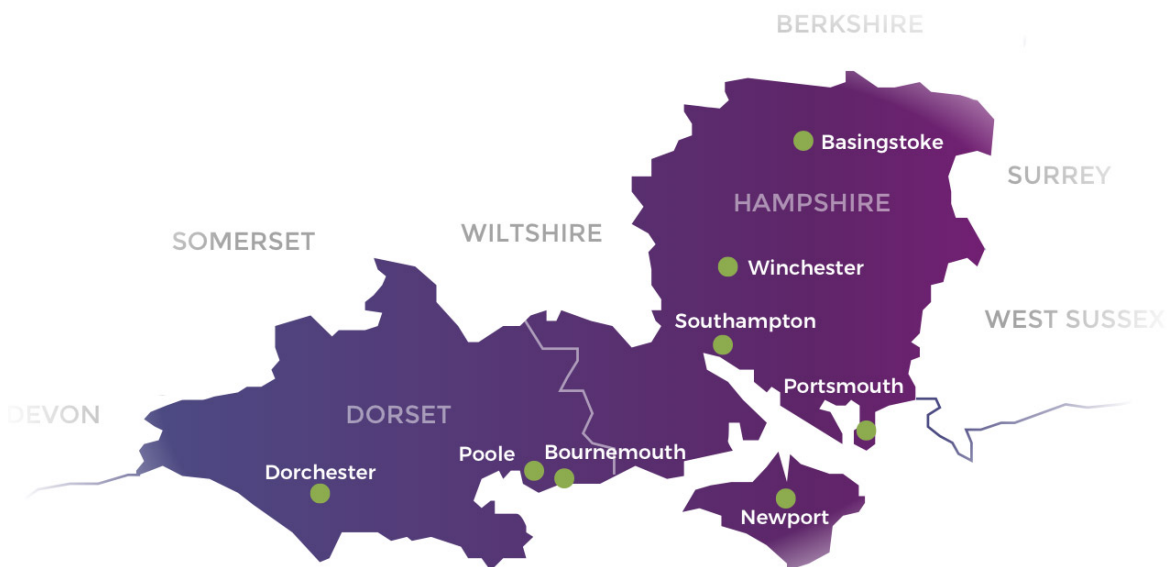 BERKSHIRE
Basingstoke
SURREY
HAMPSHIRE
WILTSHIRE
SOMERSET
Winchester
Southampton
WEST SUSSEX
Portsmouth
DEVON
DORSET
Poole
Bournemouth
Dorchester
Newport